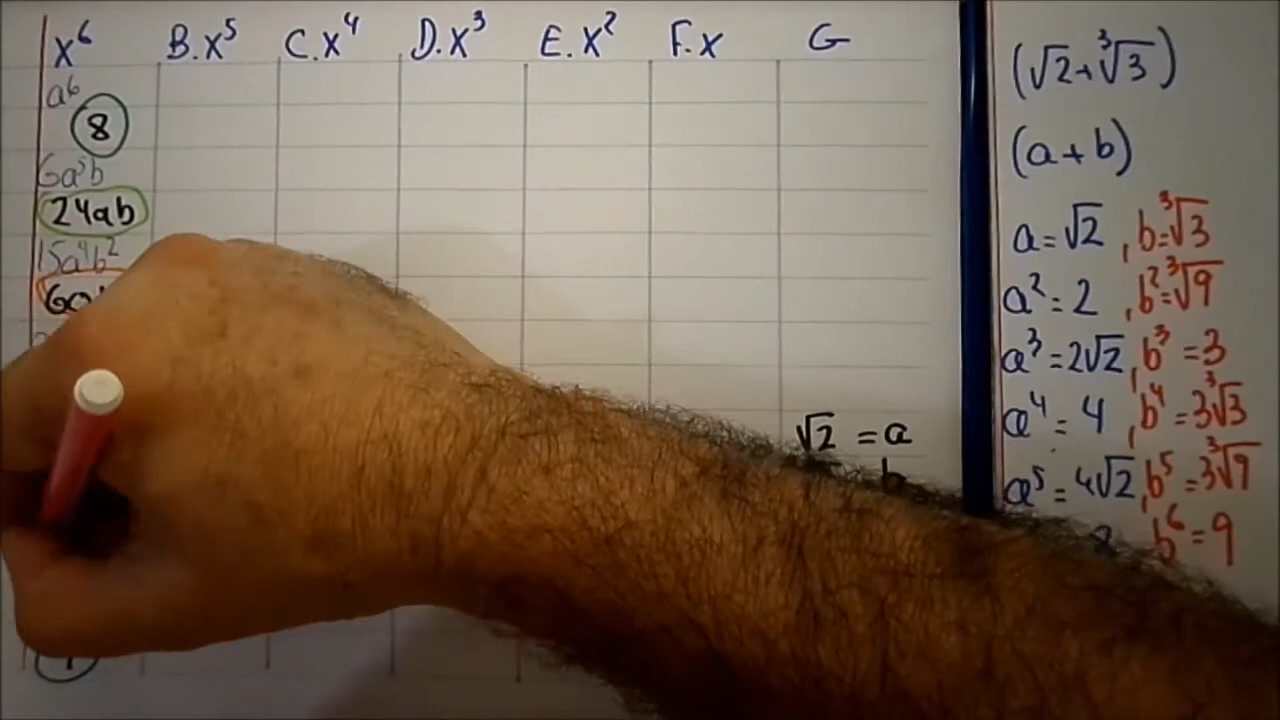 x⁶ B.x⁵ C.x⁴ D.x³ E.x² F.x G
a⁶
8
6a⁵b
24ab
15a⁴b²
√2 = a
b
(√2+∛3)
(a+b)
a=√2 , b=∛3
a²=2 , b²=∛9
a³=2√2 , b³=3
a⁴=4 , b⁴=3∛3
a⁵=4√2 , b⁵=3∛9
b⁶=9